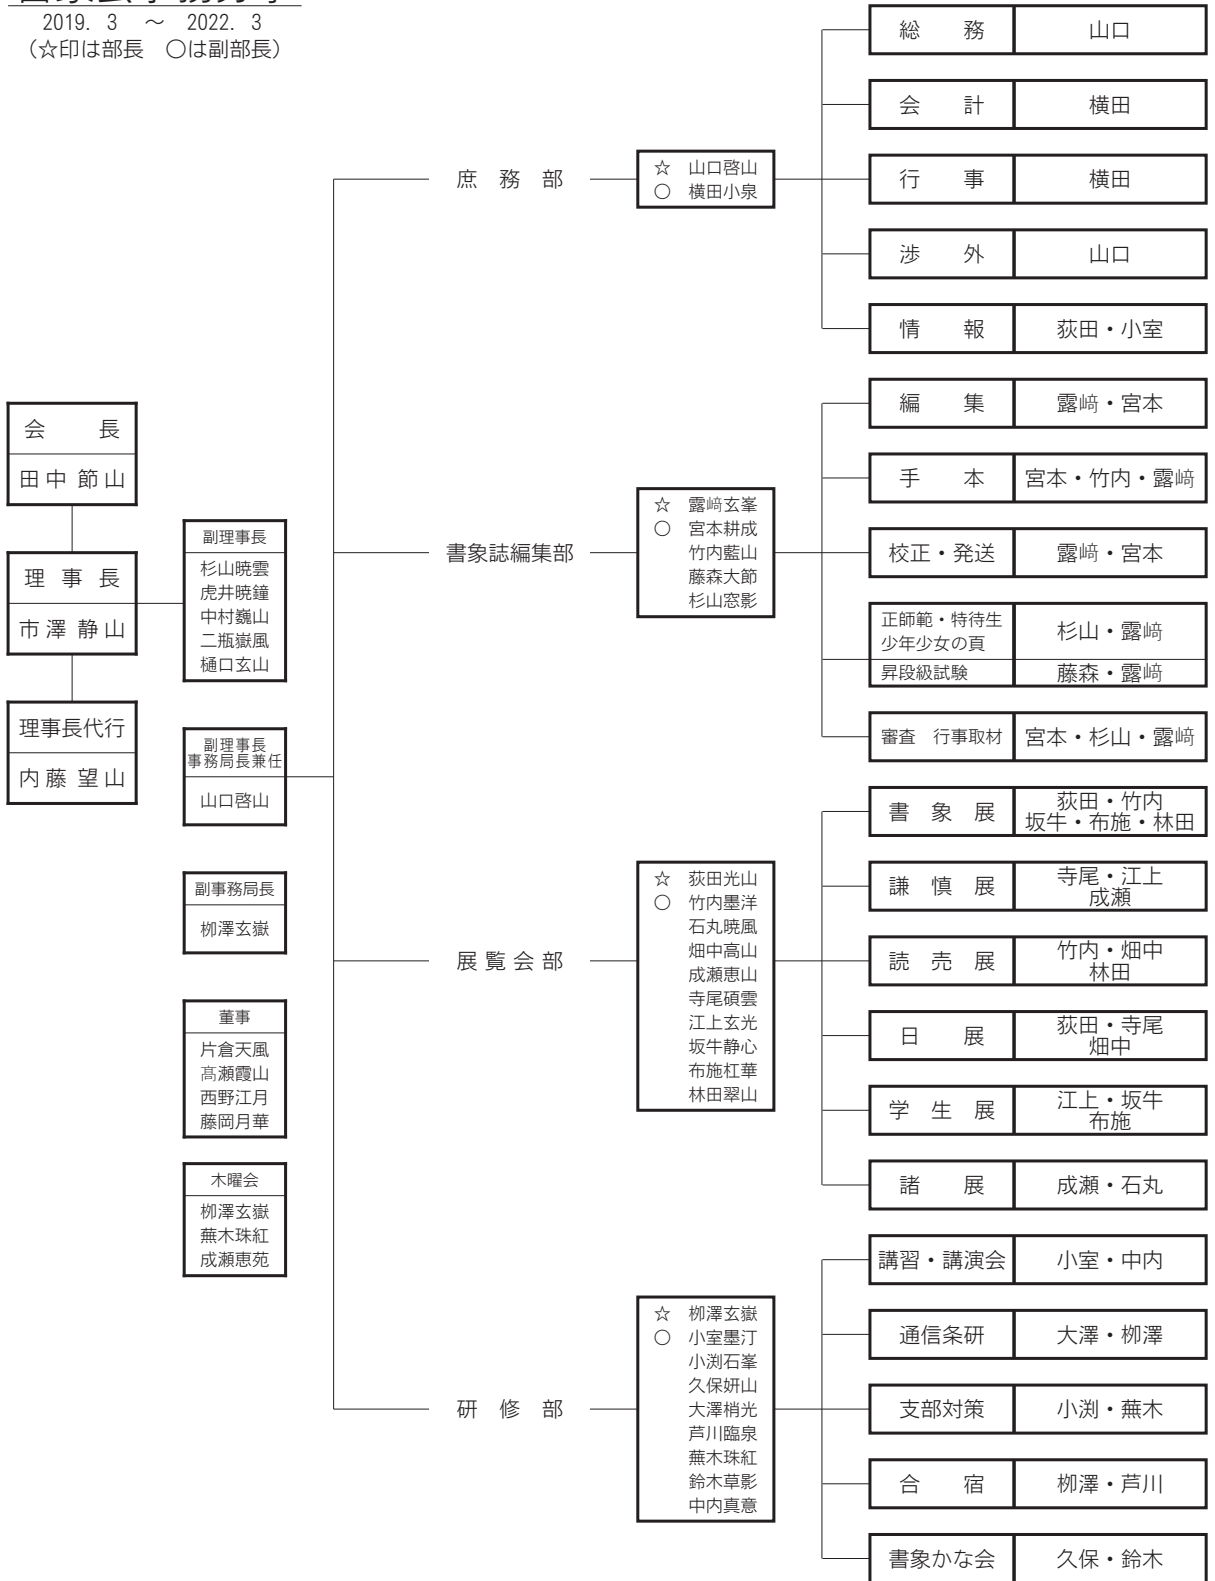 2019. 3 ～ 2022. 3
（☆印は部長 ○は副部長）
会長
田中節山
理事長
市澤静山
理事長代行
内藤望山
副理事長
杉山暁雲
虎井暁鐘
中村巍山
二瓶嶽風
樋口玄山
副理事長
事務局長兼任
山口啓山
副事務局長
栁澤玄嶽
董事
片倉天風
髙瀬霞山
西野江月
藤岡月華
木曜会
栁澤玄嶽
蕪木珠紅
成瀬恵苑
庶務部
☆ 山口啓山
○ 横田小泉
総務 山口
会計 横田
行事 横田
渉外 山口
情報 荻田・小室
書象誌編集部
☆ 露﨑玄峯
○ 宮本耕成
竹内藍山
藤森大節
杉山窓影
編集 露﨑・宮本
手本 宮本・竹内・露﨑
校正・発送 露﨑・宮本
正師範・特待生
少年少女の頁
杉山・露﨑
昇段級試験 藤森・露﨑
審査 行事取材 宮本・杉山・露﨑
展覧会部
☆ 荻田光山
○ 竹内墨洋
石丸暁風
畑中高山
成瀬恵山
寺尾碩雲
江上玄光
坂牛静心
布施杠華
林田翠山
書象展
荻田・竹内
坂牛・布施・林田
謙慎展
寺尾・江上
成瀬
読売展
竹内・畑中
林田
日展
荻田・寺尾
畑中
学生展
江上・坂牛
布施
諸展 成瀬・石丸
研修部
☆ 栁澤玄嶽
○ 小室墨汀
小渕石峯
久保妍山
大澤梢光
芦川臨泉
蕪木珠紅
鈴木草影
中内真意
講習・講演会 小室・中内
通信条研 大澤・栁澤
支部対策 小渕・蕪木
合宿 栁澤・芦川
書象かな会 久保・鈴木